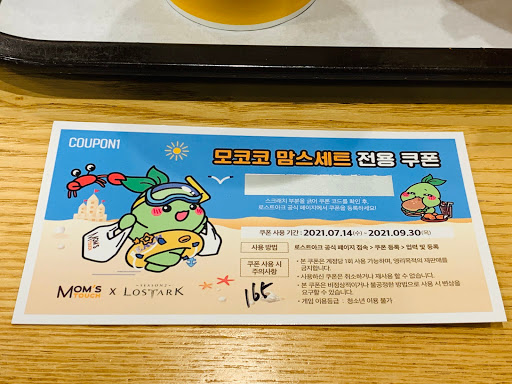 COUPON1
모코코 맘스세트 전용 쿠폰
스크래치 부분을 긁어 쿠폰 코드를 확인 후,
로스트아크 공식 페이지에서 쿠폰을 등록하세요!
쿠폰 사용 기간 : 2021.07.14(수) - 2021.09.30(목)
사용 방법
로스트아크 공식 페이지 접속 > 쿠폰 등록 > 입력 및 등록
쿠폰 사용 시
주의사항
• 본 쿠폰은 계정당 1회 사용 가능하며, 영리목적의 재판매를
금지합니다.
• 사용하신 쿠폰은 취소하거나 재사용 할 수 없습니다.
• 본 쿠폰은 비정상적이거나 불공정한 방법으로 사용 시 변상을
요구할 수 있습니다.
• 게임 이용등급 : 청소년 이용 불가
MOM'S
TOUCH
X
SEASON2
LOST ARK
165